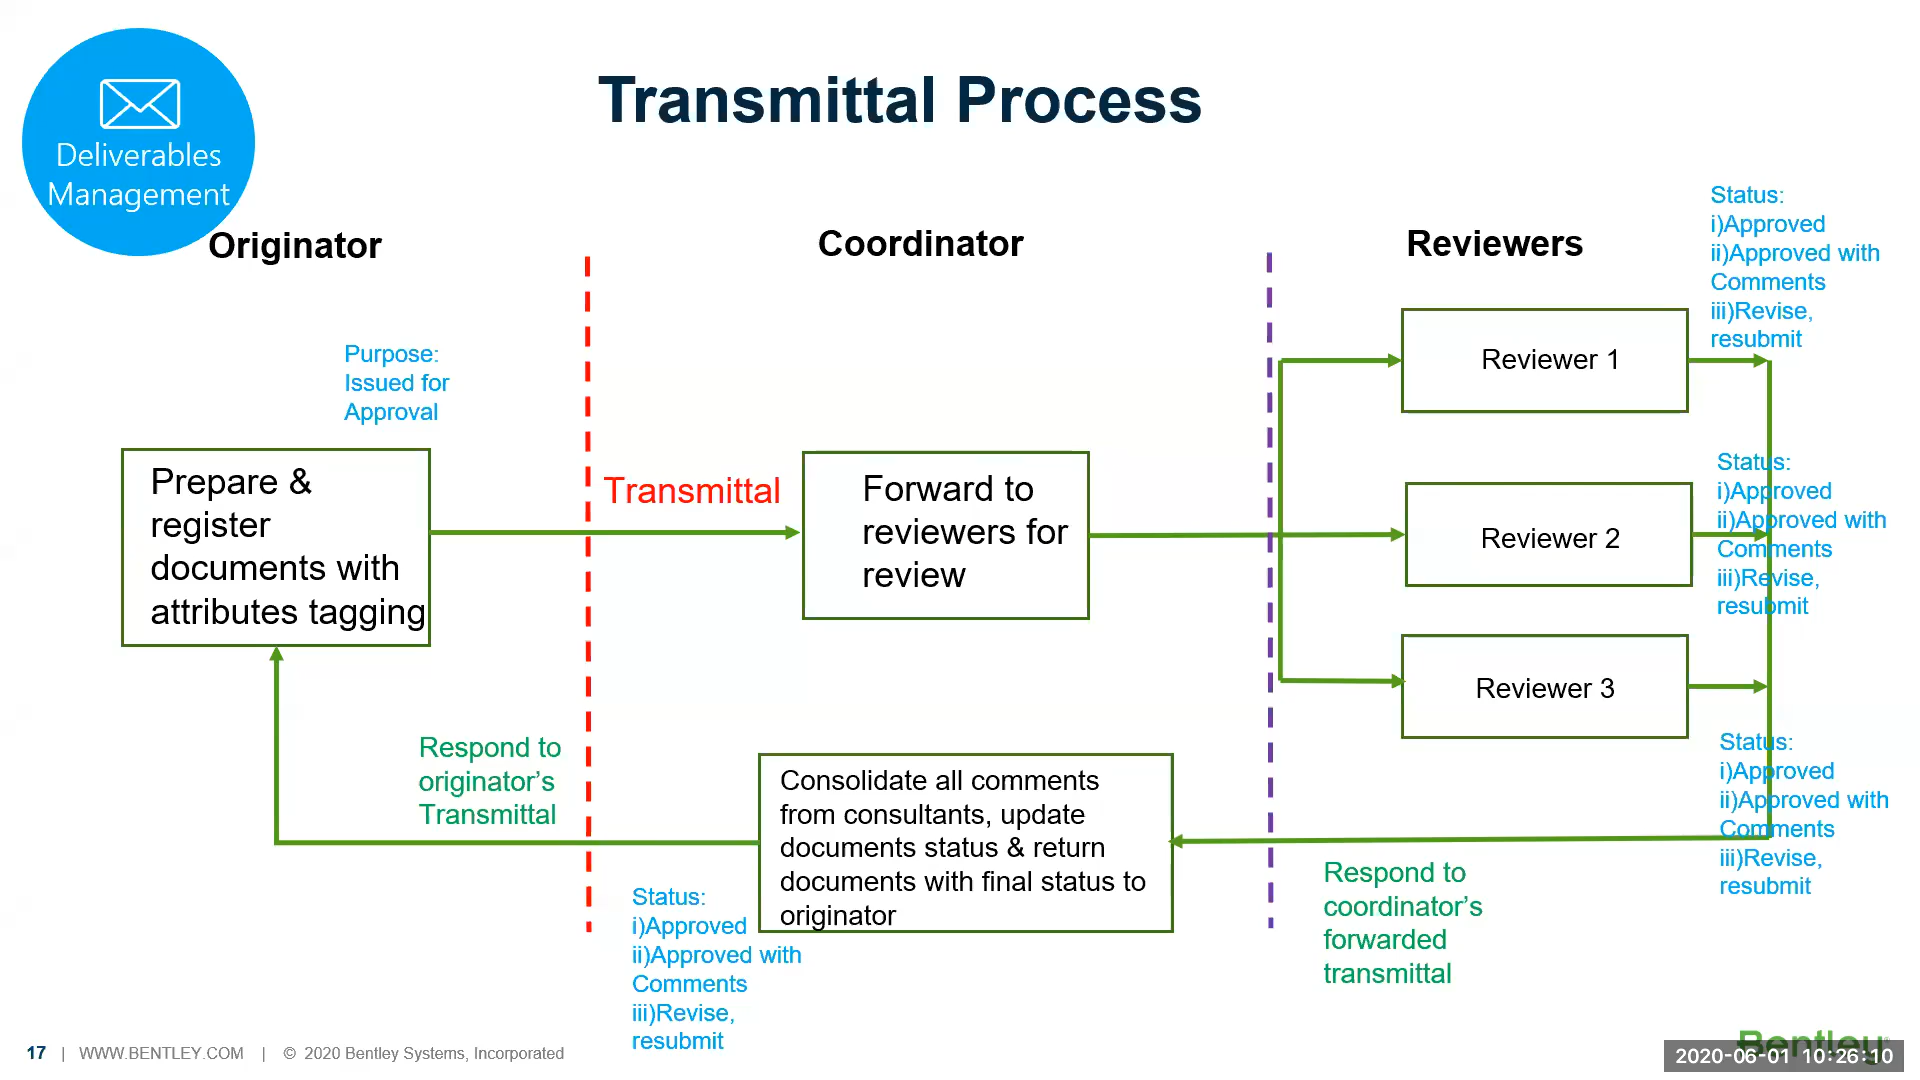 Transmittal Process
Deliverables
Management
Originator
Coordinator
Reviewers
Status:
i)Approved
ii)Approved with
Comments
iii)Revise,
resubmit
Purpose:
Issued for
Approval
Reviewer 1
Prepare &
register
documents with
attributes tagging
Transmittal
Forward to
reviewers for
review
Reviewer 2
Status:
i)Approved
ii)Approved with
Comments
iii)Revise,
resubmit
Reviewer 3
Respond to
originator’s
Transmittal
Consolidate all comments
from consultants, update
documents status & return
documents with final status to
originator
Status:
i)Approved
ii)Approved with
Comments
iii)Revise,
resubmit
Respond to
coordinator’s
forwarded
transmittal
Status:
i)Approved
ii)Approved with
Comments
iii)Revise,
resubmit
17 | WWW.BENTLEY.COM | © 2020 Bentley Systems, Incorporated
Bentley
2020-06-01 10:26:10